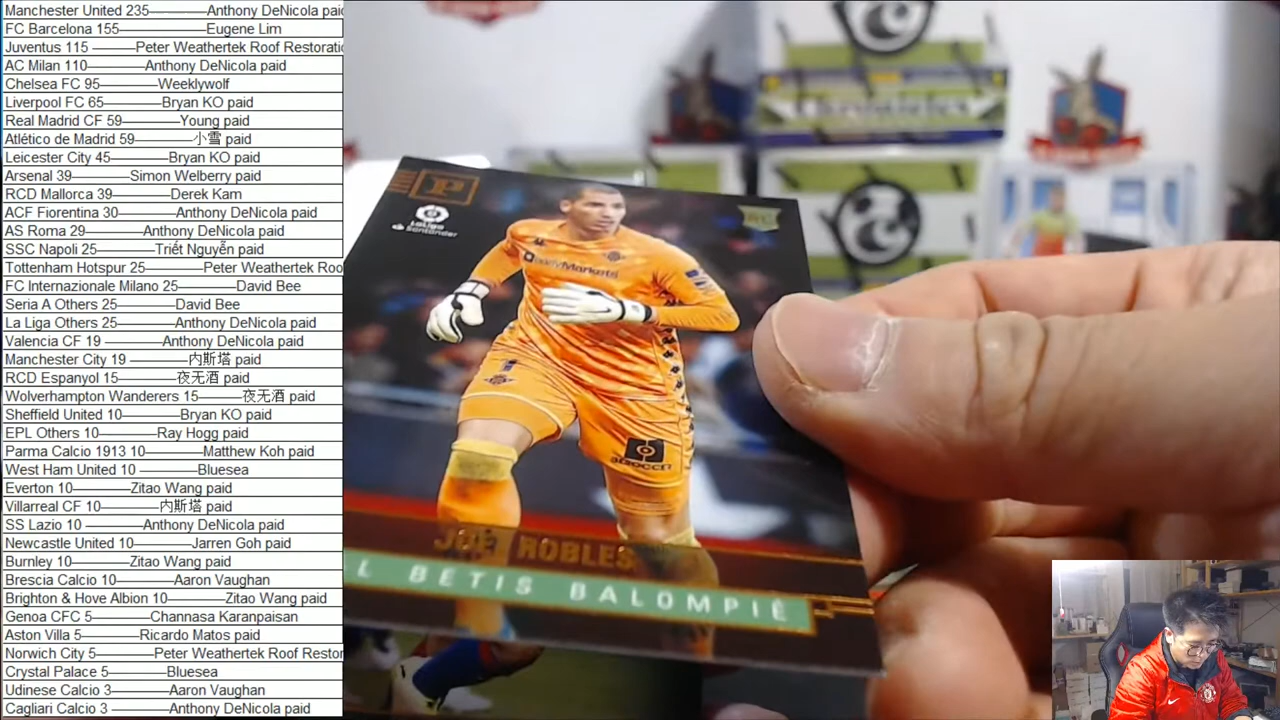 Manchester United 235————Anthony DeNicola paid
FC Barcelona 155——————Eugene Lim
Juventus 115 ———Peter Weathertek Roof Restoratio
AC Milan 110———Anthony DeNicola paid
Chelsea FC 95————Weeklywolf
Liverpool FC 65————Bryan KO paid
Real Madrid CF 59————Young paid
Atlético de Madrid 59————小雪 paid
Leicester City 45————Bryan KO paid
Arsenal 39————Simon Welberry paid
RCD Mallorca 39————Derek Kam
ACF Fiorentina 30————Anthony DeNicola paid
AS Roma 29————Anthony DeNicola paid
SSC Napoli 25————Triết Nguyễn paid
Tottenham Hotspur 25————Peter Weathertek Roo
FC Internazionale Milano 25————David Bee
Seria A Others 25————David Bee
La Liga Others 25————Anthony DeNicola paid
Valencia CF 19 ————Anthony DeNicola paid
Manchester City 19 ————内斯塔 paid
RCD Espanyol 15————夜无酒 paid
Wolverhampton Wanderers 15————夜无酒 paid
Sheffield United 10————Bryan KO paid
EPL Others 10————Ray Hogg paid
Parma Calcio 1913 10————Matthew Koh paid
West Ham United 10 ————Bluesea
Everton 10————Zitao Wang paid
Villarreal CF 10————内斯塔 paid
SS Lazio 10 ————Anthony DeNicola paid
Newcastle United 10————Jarren Goh paid
Burnley 10————Zitao Wang paid
Brescia Calcio 10————Aaron Vaughan
Brighton & Hove Albion 10————Zitao Wang paid
Genoa CFC 5————Channasa Karanpaisan
Aston Villa 5————Ricardo Matos paid
Norwich City 5————Peter Weathertek Roof Restor
Crystal Palace 5————Bluesea
Udinese Calcio 3————Aaron Vaughan
Cagliari Calcio 3 ————Anthony DeNicola paid
P
LaLiga
Santander
RC
Markets
1
JOEL ROBLES
L BETIS BALOMPIÉ